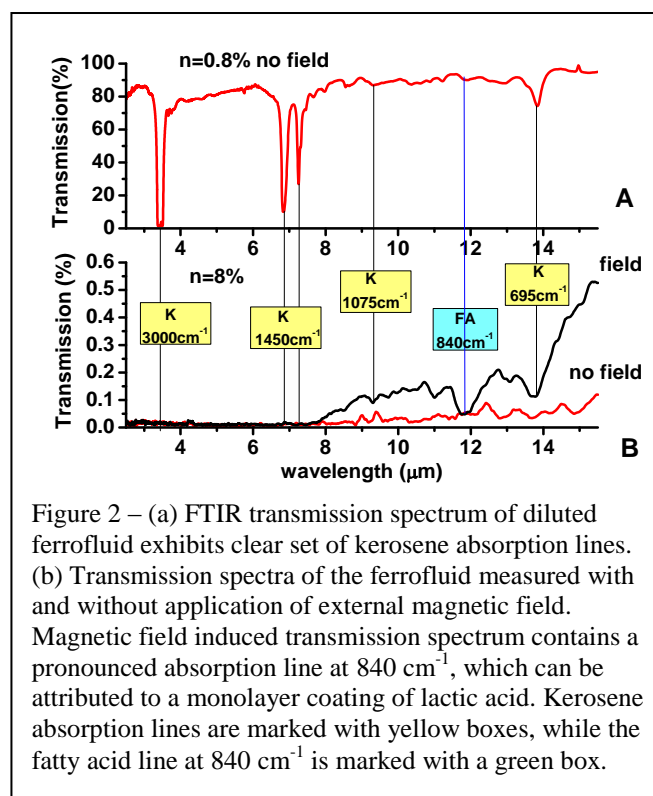 n=0.8% no field
Transmission(%)
100
80
60
40
20
0
A
4 6 8 10 12 14
n=8%
Transmission (%)
0.6
0.5
0.4
0.3
0.2
0.1
0.0
K
3000cm⁻¹
K
1450cm⁻¹
K
1075cm⁻¹
FA
840cm⁻¹
K
695cm⁻¹
field
no field
B
4 6 8 10 12 14
wavelength (μm)
Figure 2 – (a) FTIR transmission spectrum of diluted
ferrofluid exhibits clear set of kerosene absorption lines.
(b) Transmission spectra of the ferrofluid measured with
and without application of external magnetic field.
Magnetic field induced transmission spectrum contains a
pronounced absorption line at 840 cm⁻¹, which can be
attributed to a monolayer coating of lactic acid. Kerosene
absorption lines are marked with yellow boxes, while the
fatty acid line at 840 cm⁻¹ is marked with a green box.